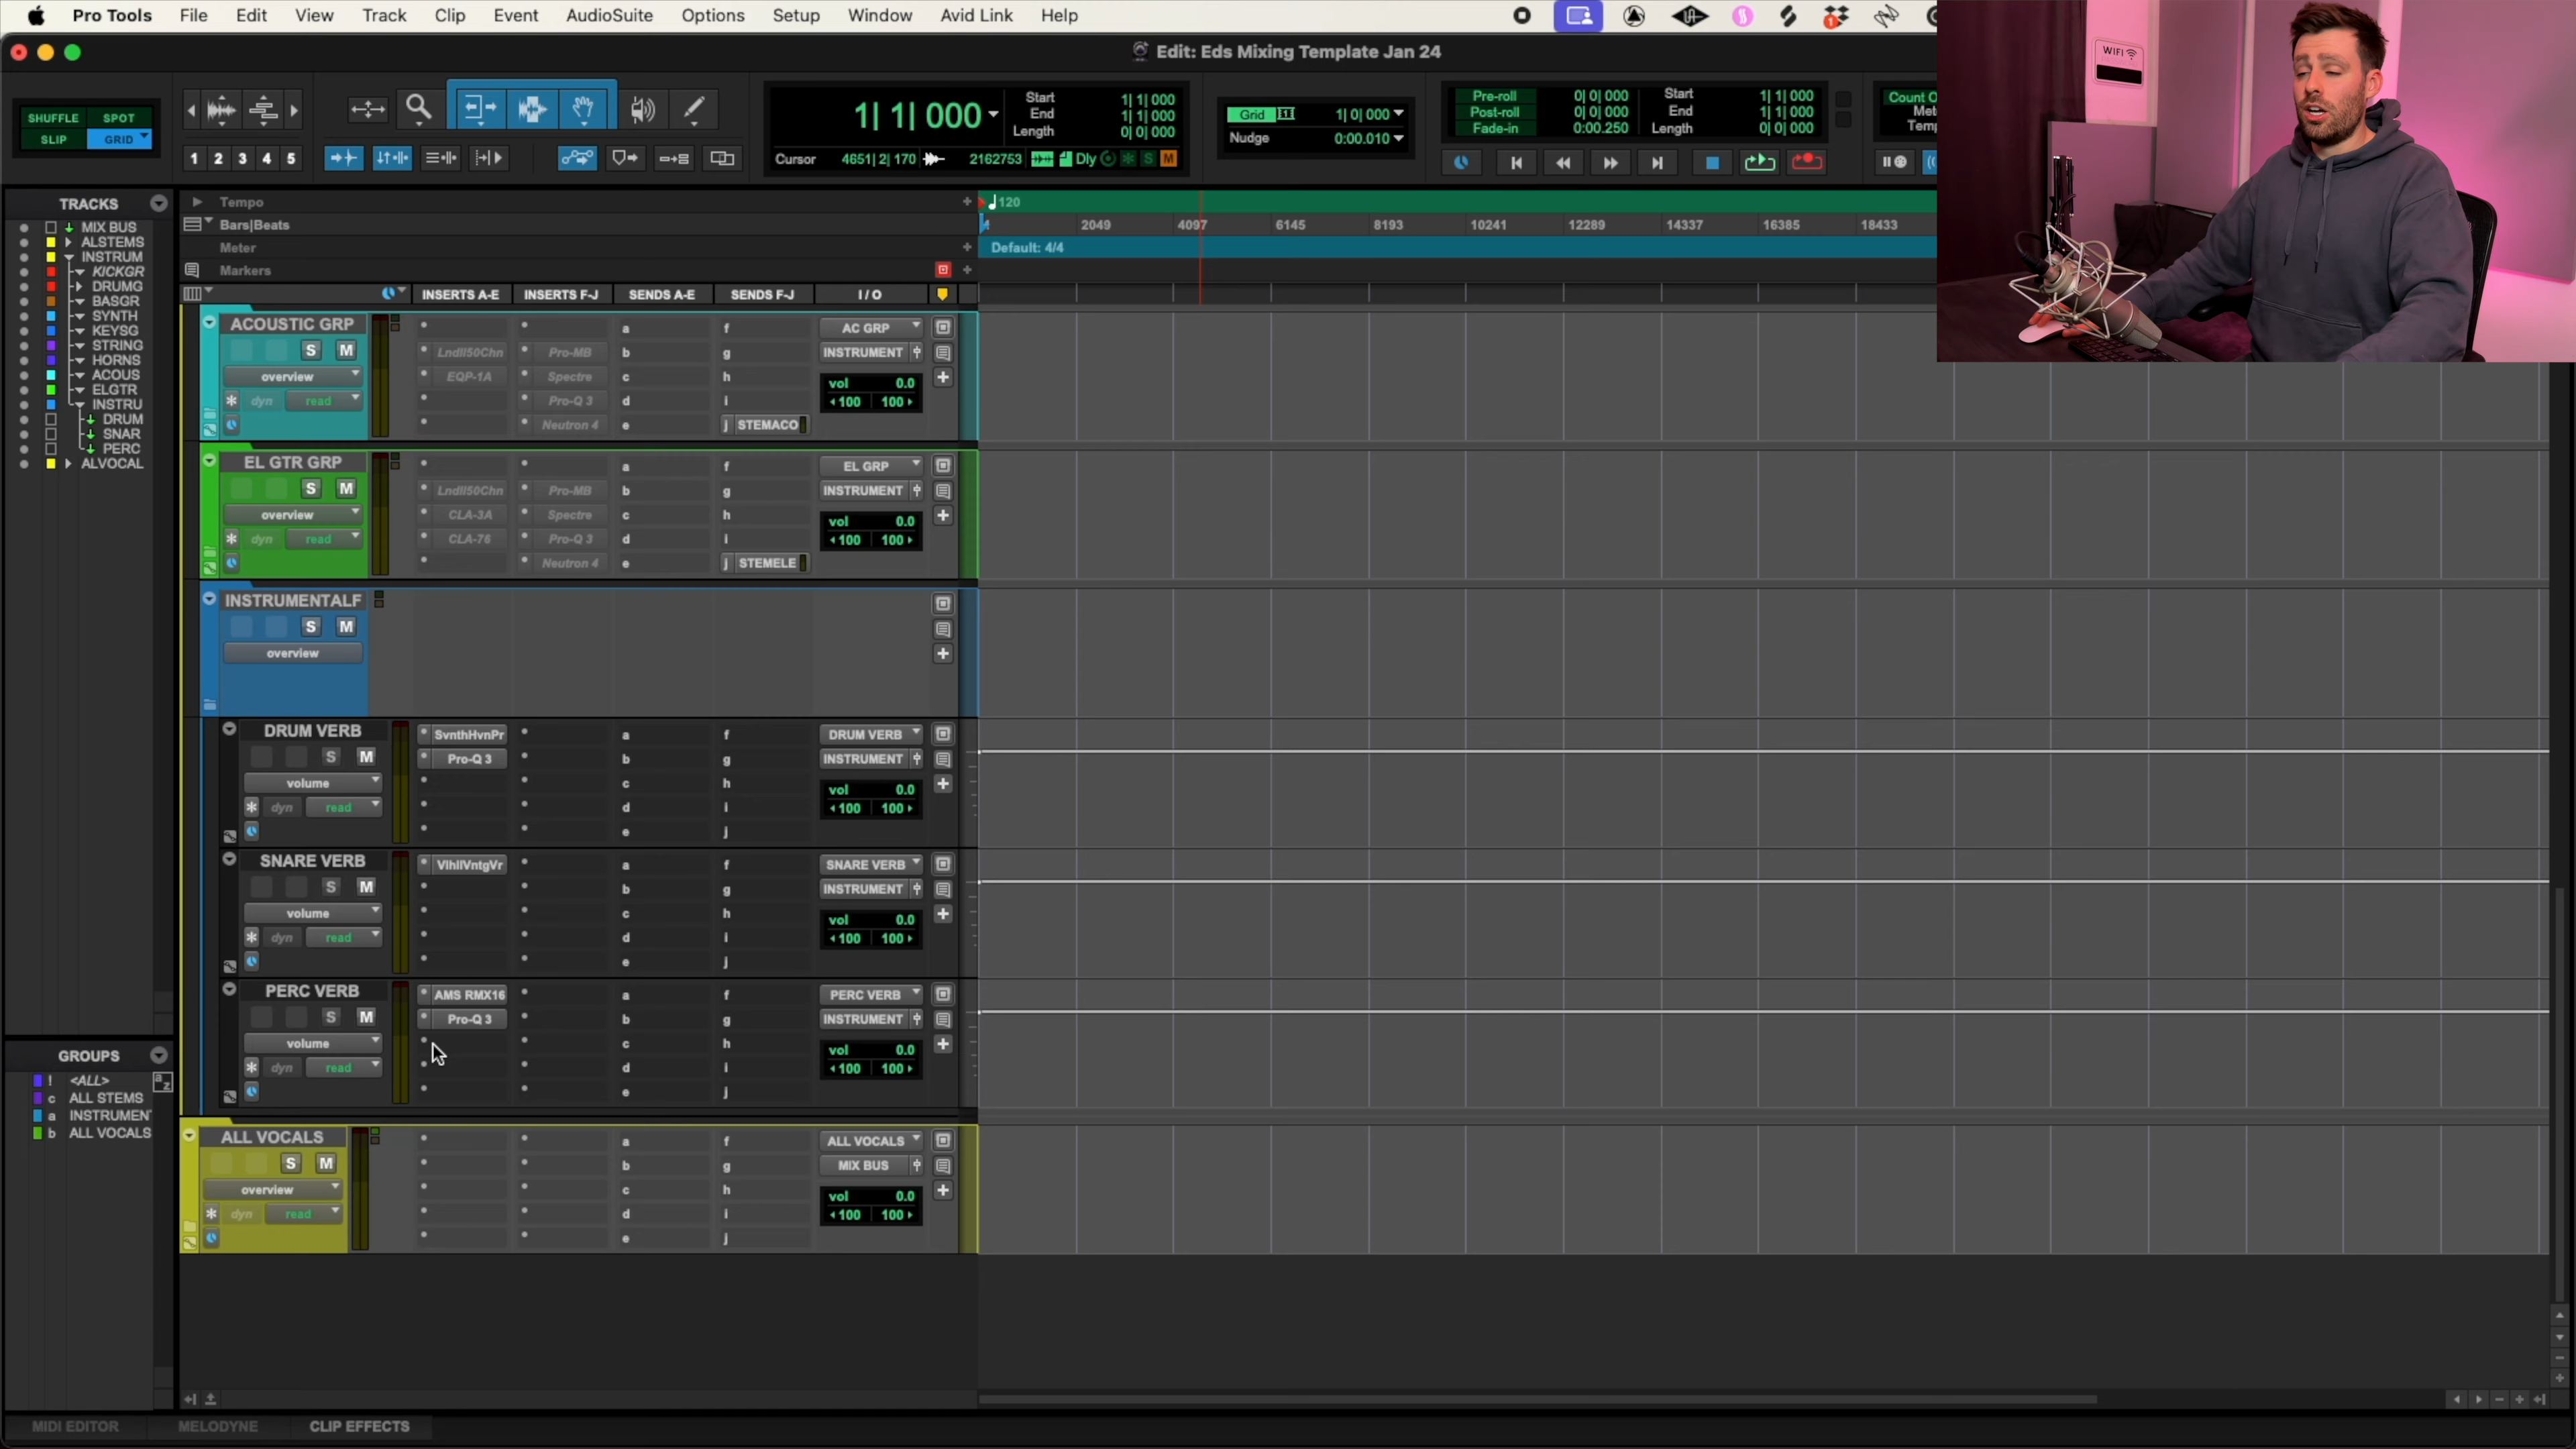 Pro Tools File Edit View Track Clip Event AudioSuite Options Setup Window Avid Link Help
Edit: Eds Mixing Template Jan 24
WIFI
SHUFFLE SPOT
SLIP GRID
1 2 3 4 5
1| 1| 000
Start 1| 1| 000
End 1| 1| 000
Length 0| 0| 000
Cursor 4651| 2| 170 2162753 Dly S M
Grid 1| 0| 000
Nudge 0:00.010
Pre-roll 0| 0| 000 Start 1| 1| 000
Post-roll 0| 0| 000 End 1| 1| 000
Fade-in 0:00.250 Length 0| 0| 000
Count O
Met
Temp
TRACKS
MIX BUS
ALSTEMS
INSTRUM
KICKGR
DRUMG
BASGR
SYNTH
KEYSG
STRING
HORNS
ACOUS
ELGTR
INSTRU
DRUM
SNAR
PERC
ALVOCAL
GROUPS
! <ALL> a z
c ALL STEMS
a INSTRUMEN
b ALL VOCALS
Tempo 120
Bars|Beats 2049 4097 6145 8193 10241 12289 14337 16385 18433
Meter Default: 4/4
Markers
INSERTS A-E INSERTS F-J SENDS A-E SENDS F-J I / O
ACOUSTIC GRP a f AC GRP
S M LndlI50Chn Pro-MB b g INSTRUMENT
overview EQP-1A Spectre c h vol 0.0
dyn read Pro-Q 3 d i 100 100
Neutron 4 e j STEMACO
EL GTR GRP a f EL GRP
S M LndlI50Chn Pro-MB b g INSTRUMENT
overview CLA-3A Spectre c h vol 0.0
dyn read CLA-76 Pro-Q 3 d i 100 100
Neutron 4 e j STEMELE
INSTRUMENTALF
S M
overview
DRUM VERB SvnthHvnPr a f DRUM VERB
S M Pro-Q 3 b g INSTRUMENT
volume c h vol 0.0
dyn read d i 100 100
e j
SNARE VERB VlhllVntgVr a f SNARE VERB
S M b g INSTRUMENT
volume c h vol 0.0
dyn read d i 100 100
e j
PERC VERB AMS RMX16 a f PERC VERB
S M Pro-Q 3 b g INSTRUMENT
volume c h vol 0.0
dyn read d i 100 100
e j
ALL VOCALS a f ALL VOCALS
S M b g MIX BUS
overview c h vol 0.0
dyn read d i 100 100
e j
MIDI EDITOR MELODYNE CLIP EFFECTS